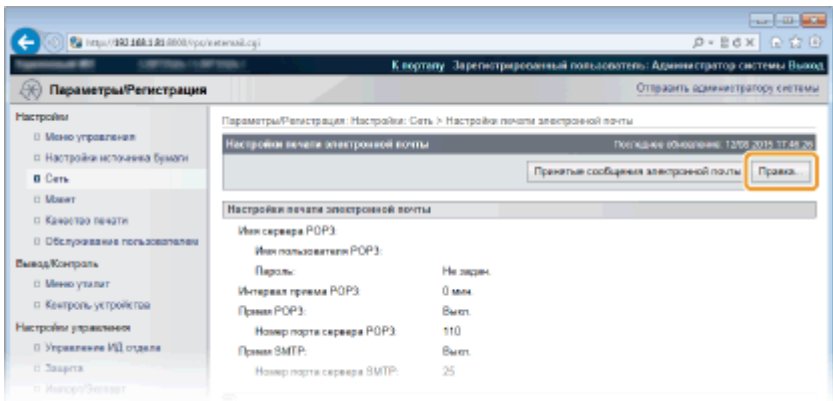 http://192.168.1.81:8000/rps/netemail.cgi
К порталу Зарегистрированный пользователь: Администратор системы Выход
Параметры/Регистрация
Отправить администратору системы
Настройки
Меню управления
Настройки источника бумаги
Сеть
Макет
Качество печати
Обслуживание пользователем
Вывод/Контроль
Меню утилит
Контроль устройства
Настройки управления
Управление ИД отдела
Защита
Импорт/Экспорт
Параметры/Регистрация: Настройки: Сеть > Настройки печати электронной почты
Настройки печати электронной почты
Последнее обновление: 12/06 2015 17:46:26
Принятые сообщения электронной почты
Правка...
Настройки печати электронной почты
Имя сервера POP3:
Имя пользователя POP3:
Пароль: Не задан.
Интервал приема POP3: 0 мин.
Прием POP3: Выкл.
Номер порта сервера POP3: 110
Прием SMTP: Выкл.
Номер порта сервера SMTP: 25